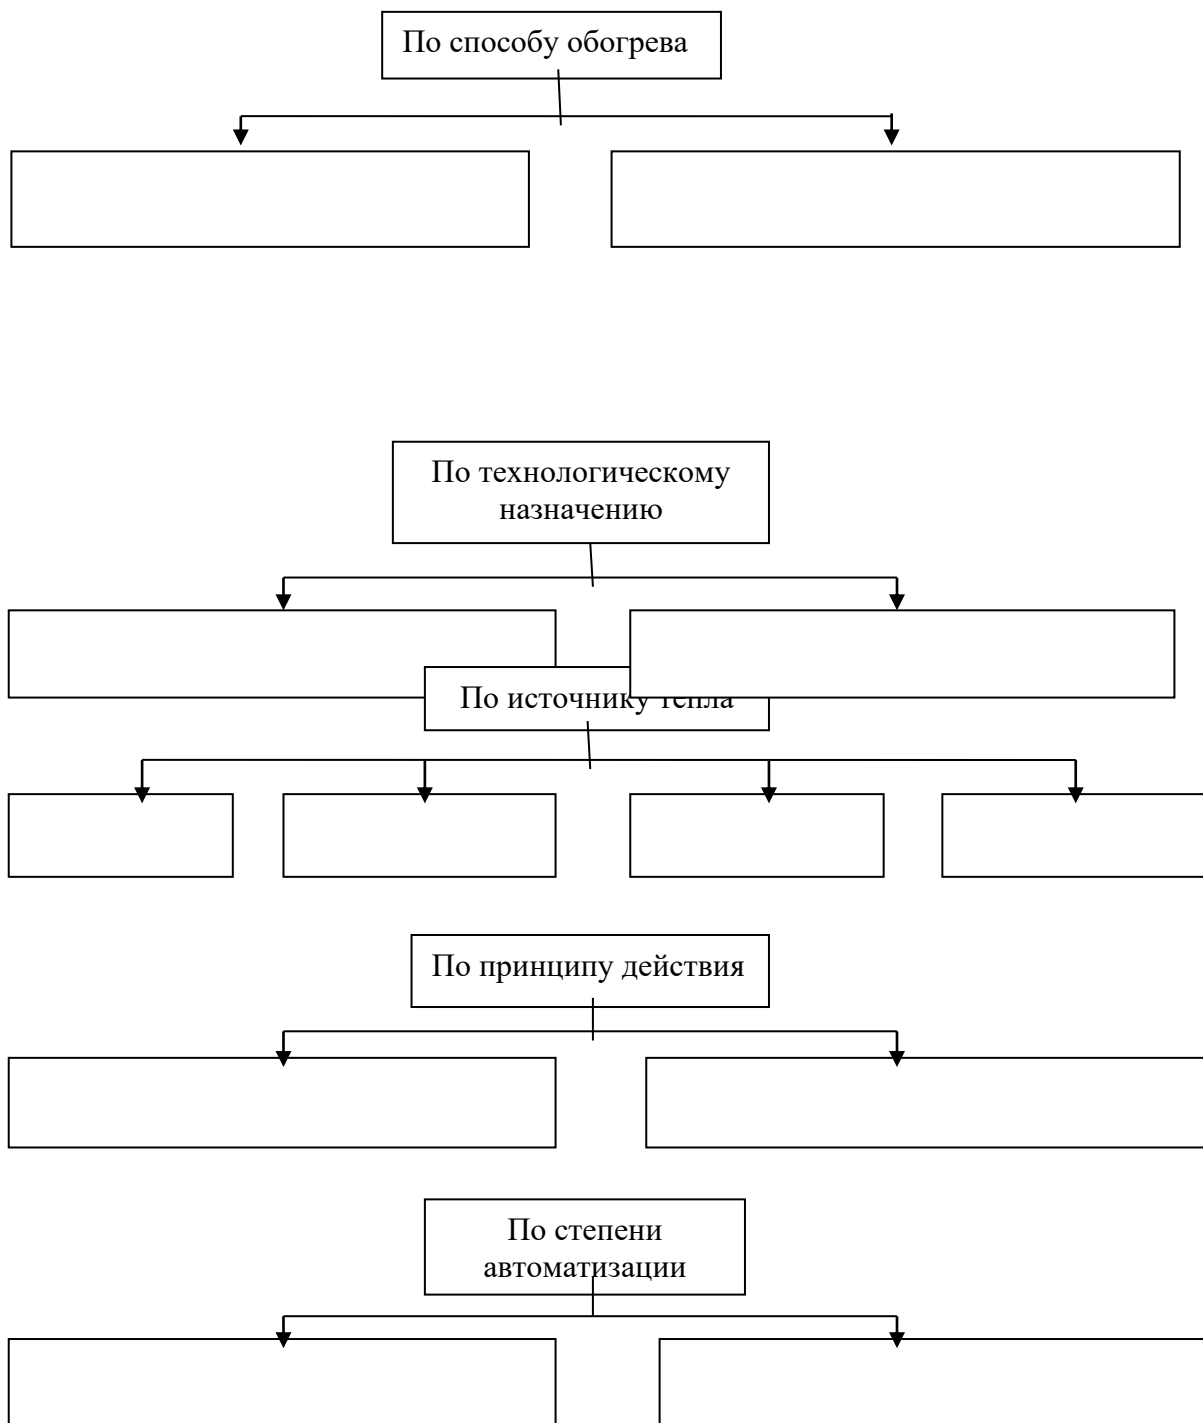 По способу обогрева
По технологическому
назначению
По источнику тепла
По принципу действия
По степени
автоматизации